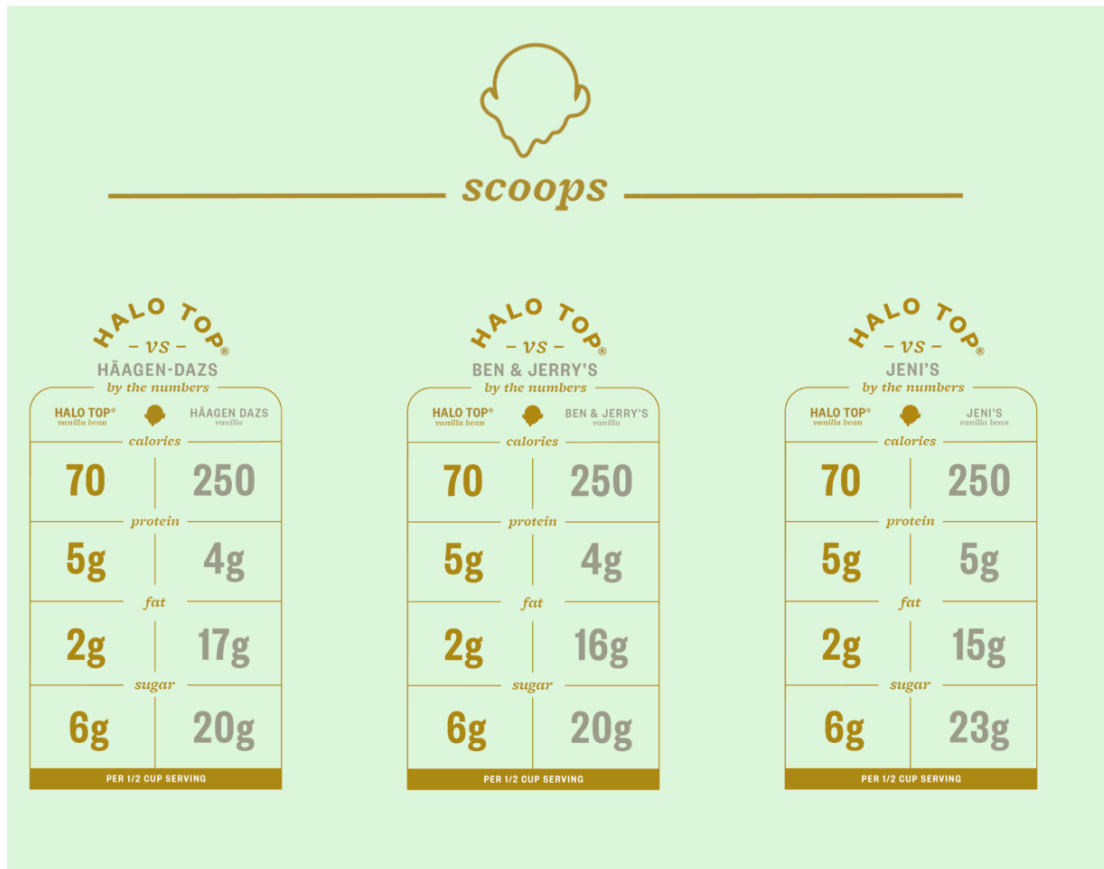 scoops
HALO TOP®
– vs –
HÄAGEN-DAZS
by the numbers
HALO TOP® HÄAGEN DAZS
vanilla bean vanilla
calories
70 250
protein
5g 4g
fat
2g 17g
sugar
6g 20g
PER 1/2 CUP SERVING
HALO TOP®
– vs –
BEN & JERRY'S
by the numbers
HALO TOP® BEN & JERRY'S
vanilla bean vanilla
calories
70 250
protein
5g 4g
fat
2g 16g
sugar
6g 20g
PER 1/2 CUP SERVING
HALO TOP®
– vs –
JENI'S
by the numbers
HALO TOP® JENI'S
vanilla bean vanilla bean
calories
70 250
protein
5g 5g
fat
2g 15g
sugar
6g 23g
PER 1/2 CUP SERVING